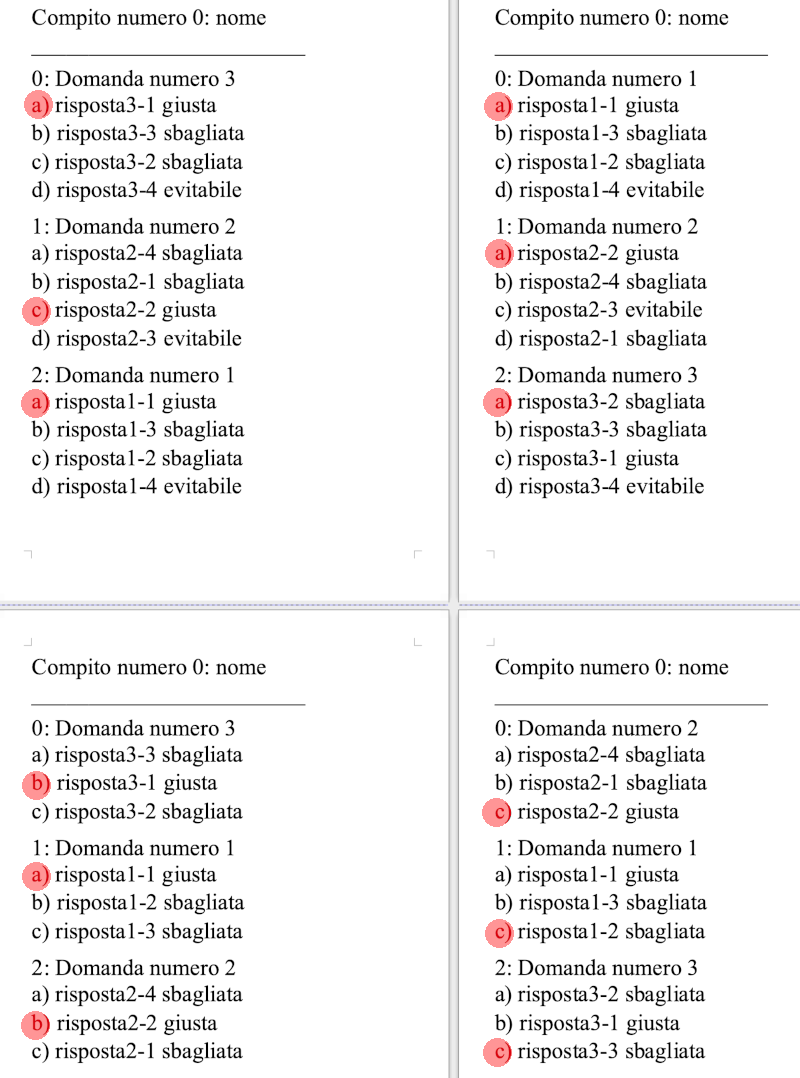 Compito numero 0: nome
0: Domanda numero 3
a) risposta3-1 giusta
b) risposta3-3 sbagliata
c) risposta3-2 sbagliata
d) risposta3-4 evitabile
1: Domanda numero 2
a) risposta2-4 sbagliata
b) risposta2-1 sbagliata
c) risposta2-2 giusta
d) risposta2-3 evitabile
2: Domanda numero 1
a) risposta1-1 giusta
b) risposta1-3 sbagliata
c) risposta1-2 sbagliata
d) risposta1-4 evitabile
Compito numero 0: nome
0: Domanda numero 1
a) risposta1-1 giusta
b) risposta1-3 sbagliata
c) risposta1-2 sbagliata
d) risposta1-4 evitabile
1: Domanda numero 2
a) risposta2-2 giusta
b) risposta2-4 sbagliata
c) risposta2-3 evitabile
d) risposta2-1 sbagliata
2: Domanda numero 3
a) risposta3-2 sbagliata
b) risposta3-3 sbagliata
c) risposta3-1 giusta
d) risposta3-4 evitabile
Compito numero 0: nome
0: Domanda numero 3
a) risposta3-3 sbagliata
b) risposta3-1 giusta
c) risposta3-2 sbagliata
1: Domanda numero 1
a) risposta1-1 giusta
b) risposta1-2 sbagliata
c) risposta1-3 sbagliata
2: Domanda numero 2
a) risposta2-4 sbagliata
b) risposta2-2 giusta
c) risposta2-1 sbagliata
Compito numero 0: nome
0: Domanda numero 2
a) risposta2-4 sbagliata
b) risposta2-1 sbagliata
c) risposta2-2 giusta
1: Domanda numero 1
a) risposta1-1 giusta
b) risposta1-3 sbagliata
c) risposta1-2 sbagliata
2: Domanda numero 3
a) risposta3-2 sbagliata
b) risposta3-1 giusta
c) risposta3-3 sbagliata